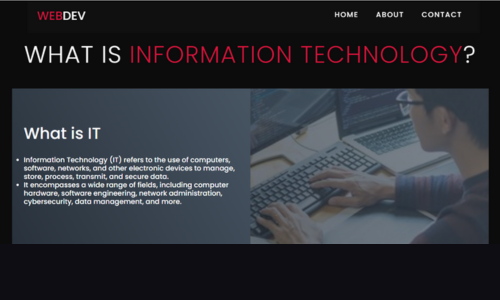 WEBDEV
HOME ABOUT CONTACT
WHAT IS INFORMATION TECHNOLOGY?
What is IT
• Information Technology (IT) refers to the use of computers,
software, networks, and other electronic devices to manage,
store, process, transmit, and secure data.
• It encompasses a wide range of fields, including computer
hardware, software engineering, network administration,
cybersecurity, data management, and more.